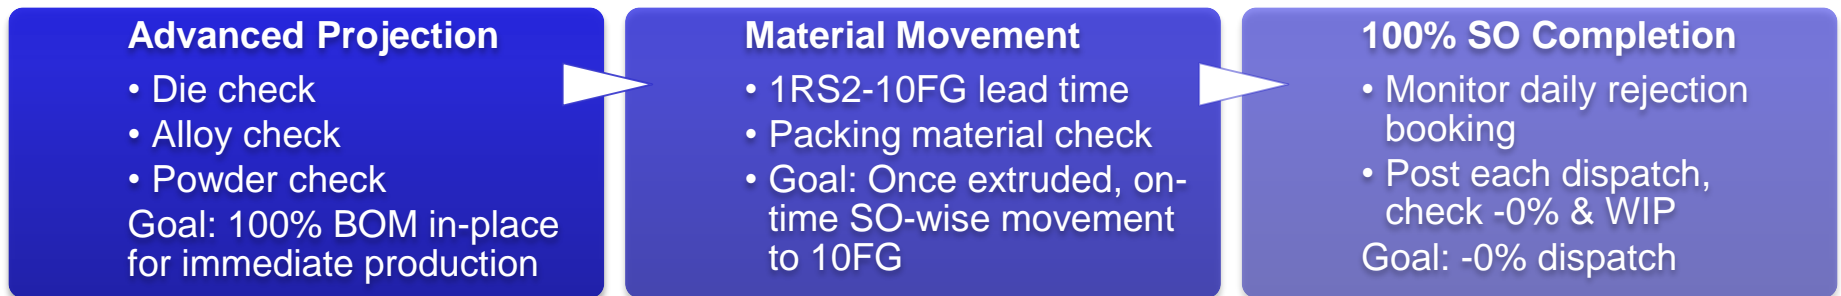 Advanced Projection
• Die check
• Alloy check
• Powder check
Goal: 100% BOM in-place
for immediate production
Material Movement
• 1RS2-10FG lead time
• Packing material check
• Goal: Once extruded, on-
time SO-wise movement
to 10FG
100% SO Completion
• Monitor daily rejection
booking
• Post each dispatch,
check -0% & WIP
Goal: -0% dispatch